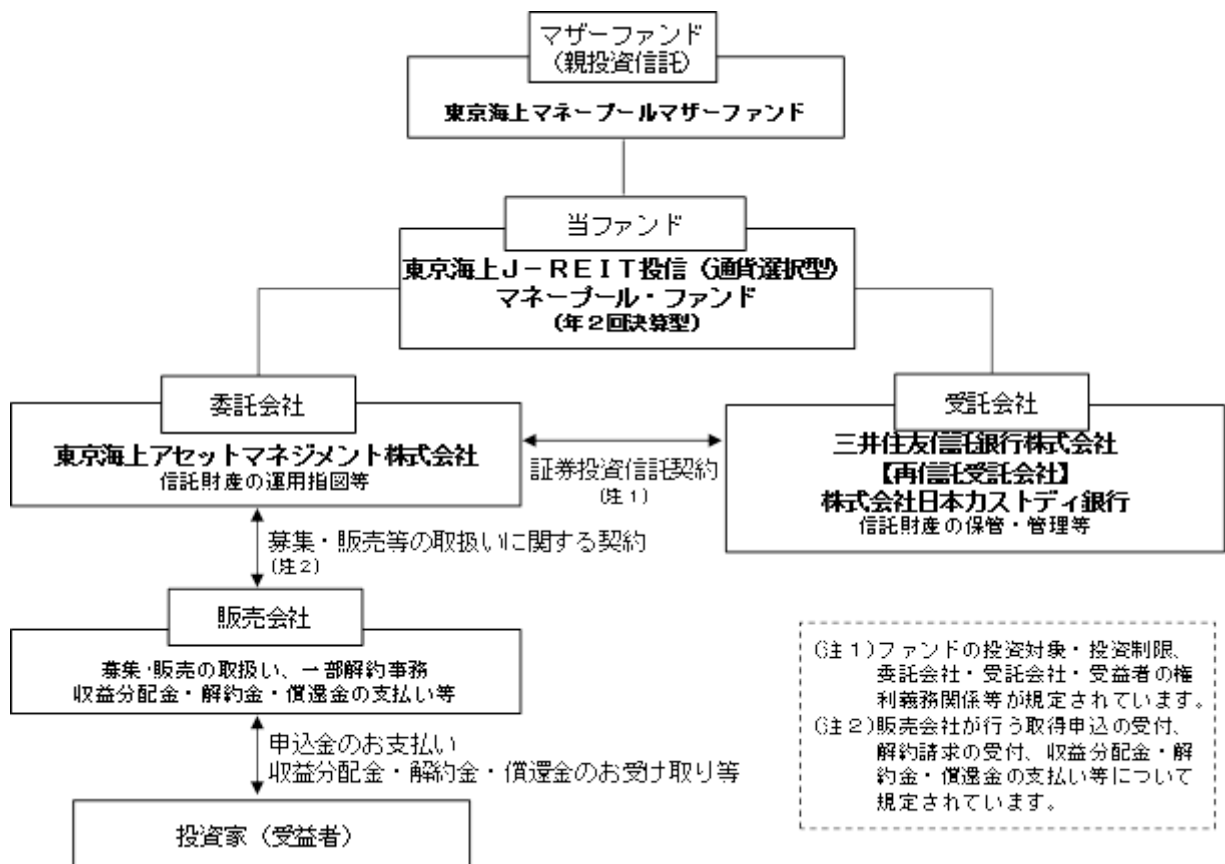 マザーファンド
（親投資信託）
東京海上マネープールマザーファンド
当ファンド
東京海上Ｊ－ＲＥＩＴ投信（通貨選択型）
マネープール・ファンド
（年２回決算型）
委託会社
東京海上アセットマネジメント株式会社
信託財産の運用指図等
証券投資信託契約
（注１）
受託会社
三井住友信託銀行株式会社
【再信託受託会社】
株式会社日本カストディ銀行
信託財産の保管・管理等
募集・販売等の取扱いに関する契約
（注２）
販売会社
募集・販売の取扱い、一部解約事務
収益分配金・解約金・償還金の支払い等
申込金のお支払い
収益分配金・解約金・償還金のお受け取り等
投資家（受益者）
（注１）ファンドの投資対象・投資制限、
委託会社・受託会社・受益者の権
利義務関係等が規定されています。
（注２）販売会社が行う取得申込の受付、
解約請求の受付、収益分配金・解
約金・償還金の支払い等について
規定されています。